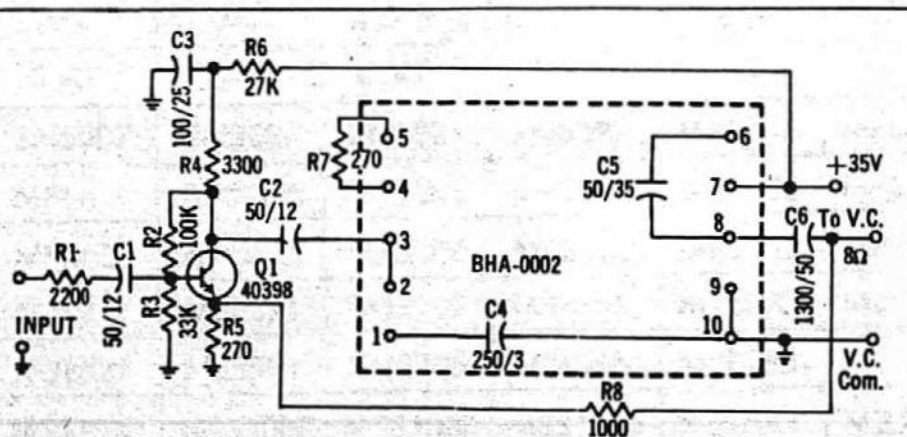 C3
100/25
R6
27K
R4
3300
R2
100K
C2
50/12
R7
270
5
4
3
2
1
BHA-0002
C4
250/3
C5
50/35
6
7
8
9
10
+35V
C6
1300/50
To V.C.
8Ω
V.C.
Com.
R1
2200
C1
50/12
Q1
40398
R3
33K
R5
270
INPUT
R8
1000